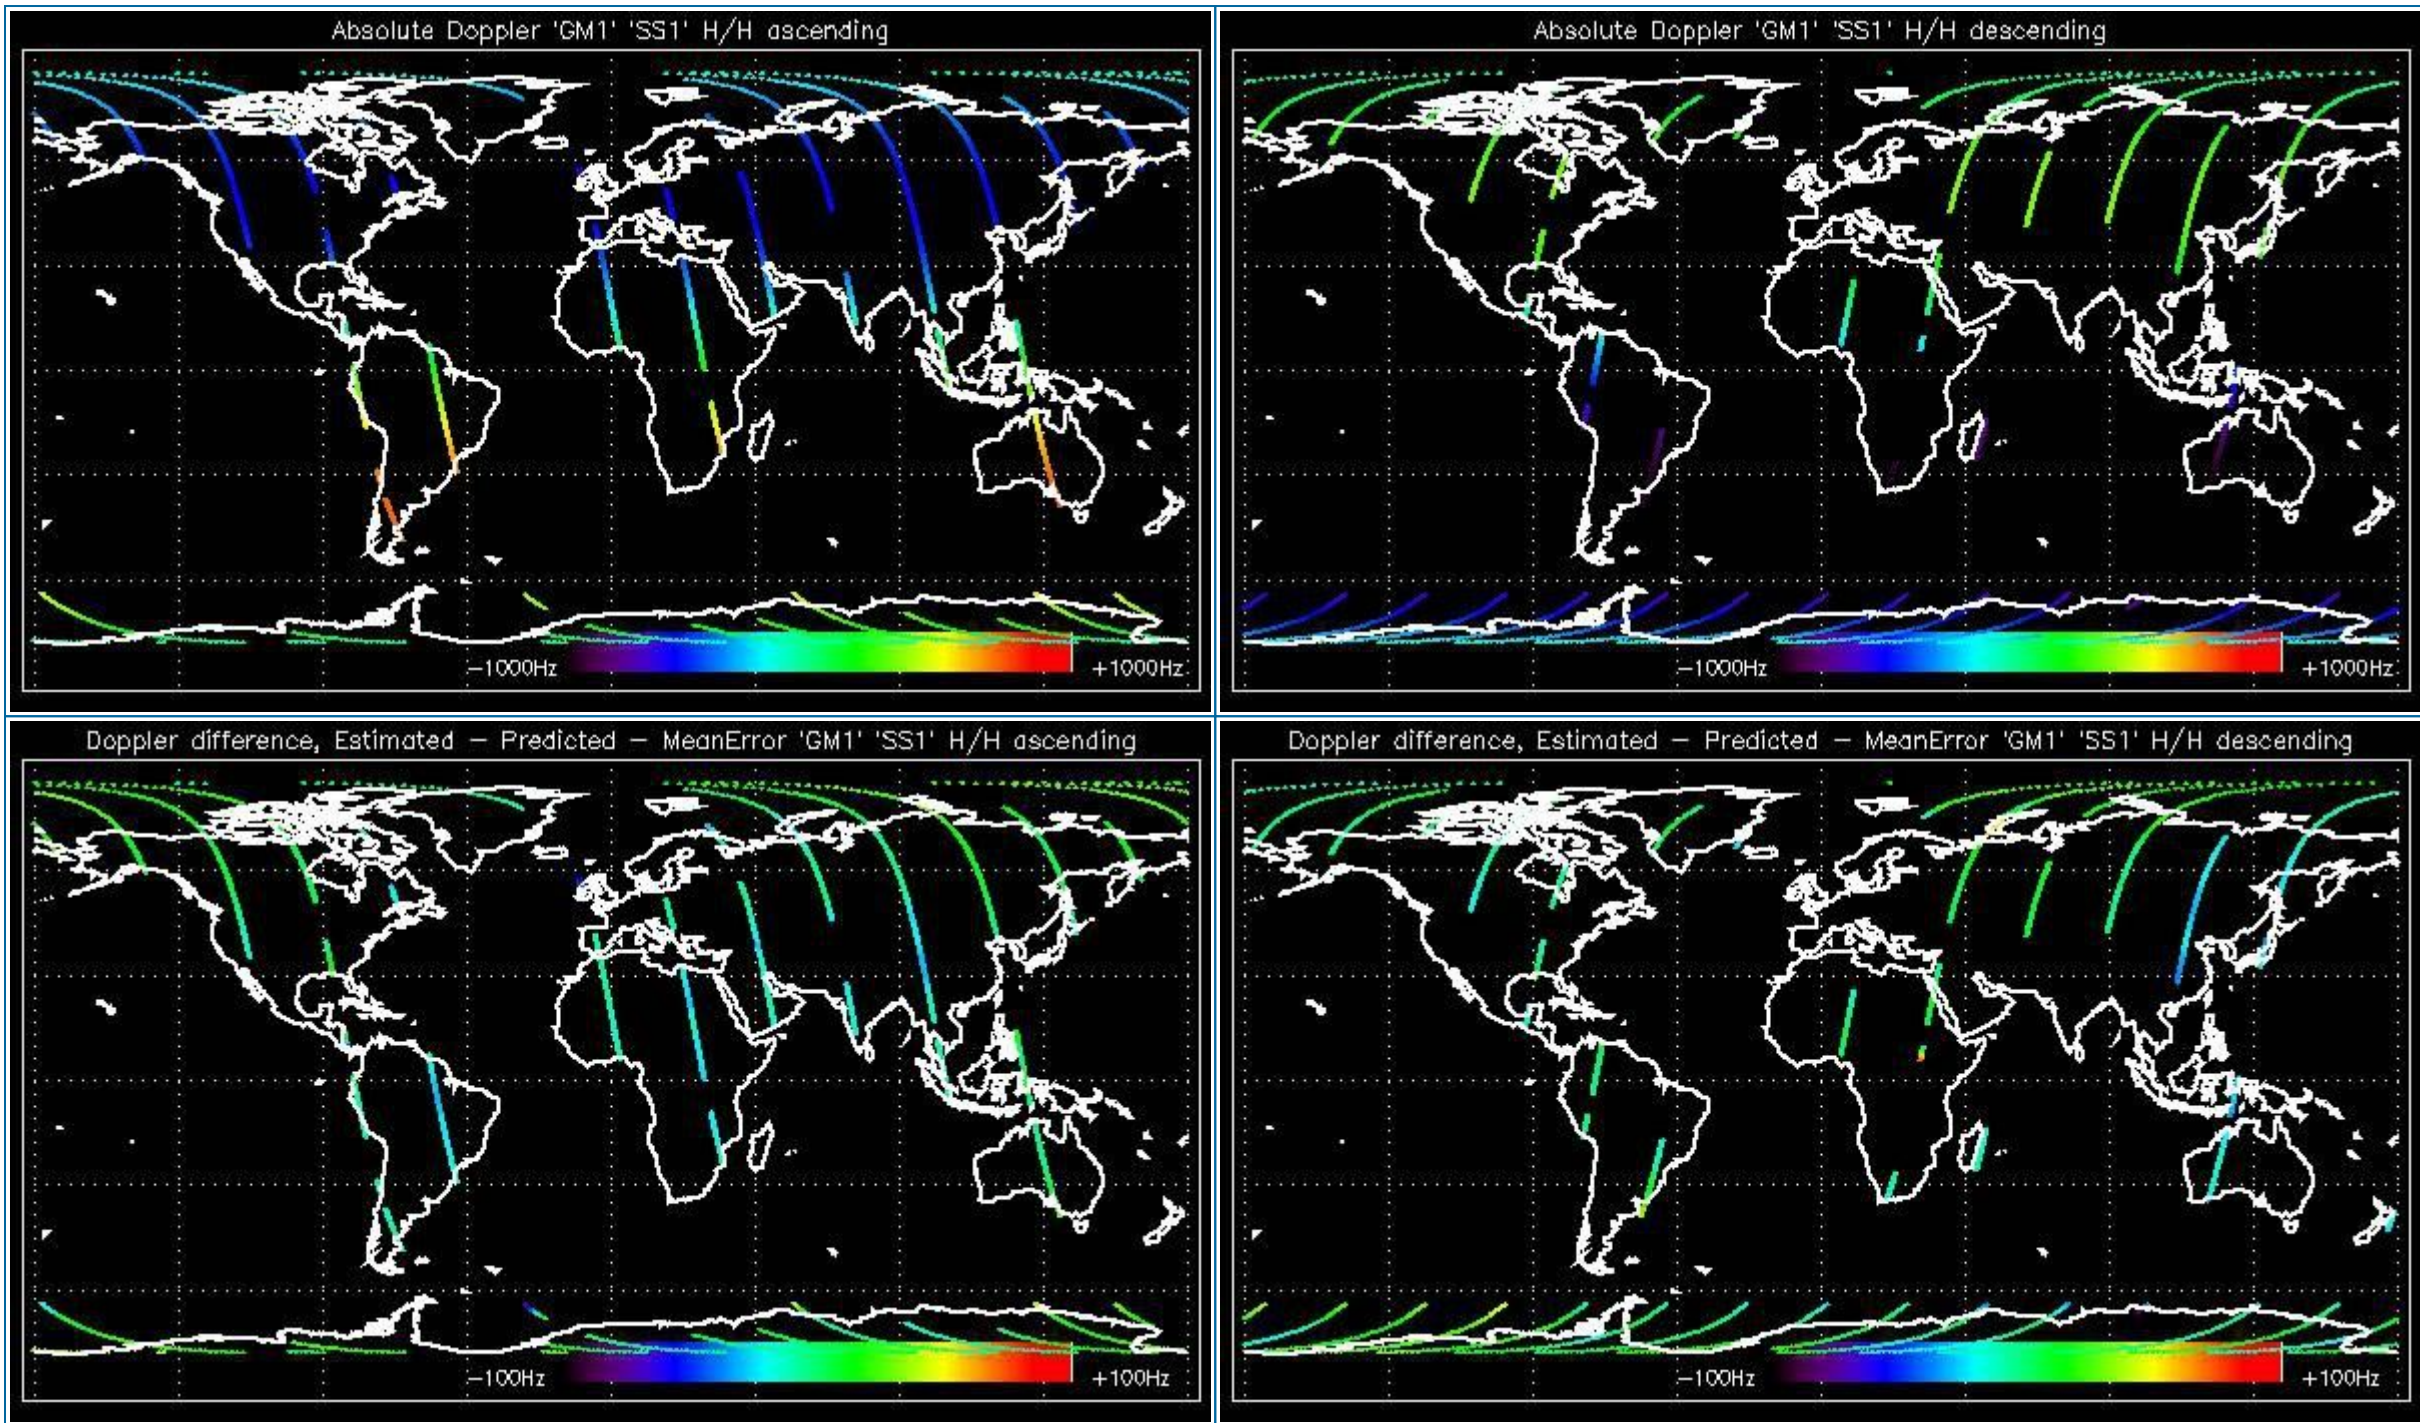 Absolute Doppler 'GM1' 'SS1' H/H ascending
-1000Hz +1000Hz
Absolute Doppler 'GM1' 'SS1' H/H descending
-1000Hz +1000Hz
Doppler difference, Estimated - Predicted - MeanError 'GM1' 'SS1' H/H ascending
-100Hz +100Hz
Doppler difference, Estimated - Predicted - MeanError 'GM1' 'SS1' H/H descending
-100Hz +100Hz